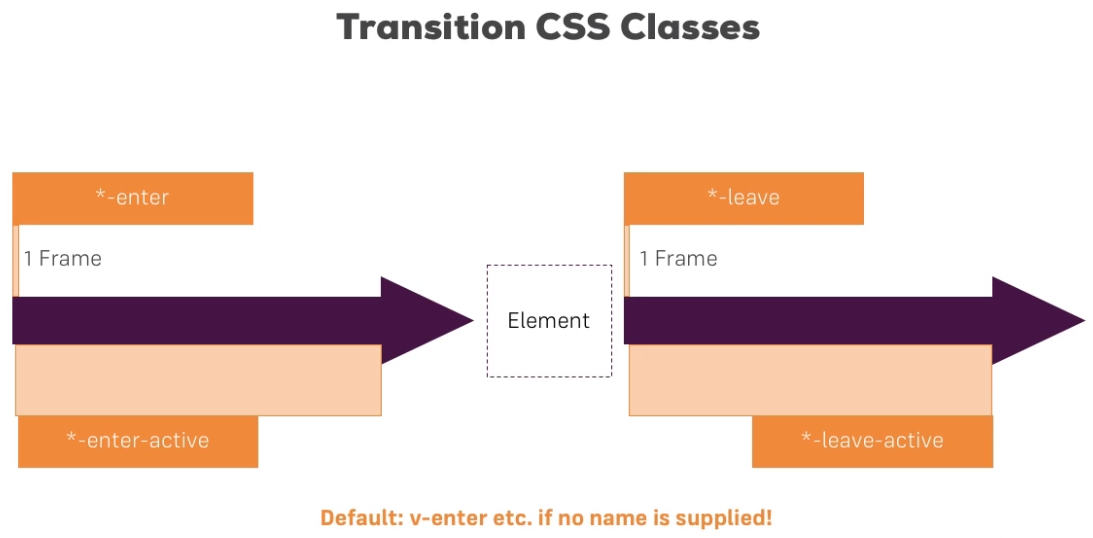 Transition CSS Classes
*-enter
*-leave
1 Frame
1 Frame
Element
*-enter-active
*-leave-active
Default: v-enter etc. if no name is supplied!